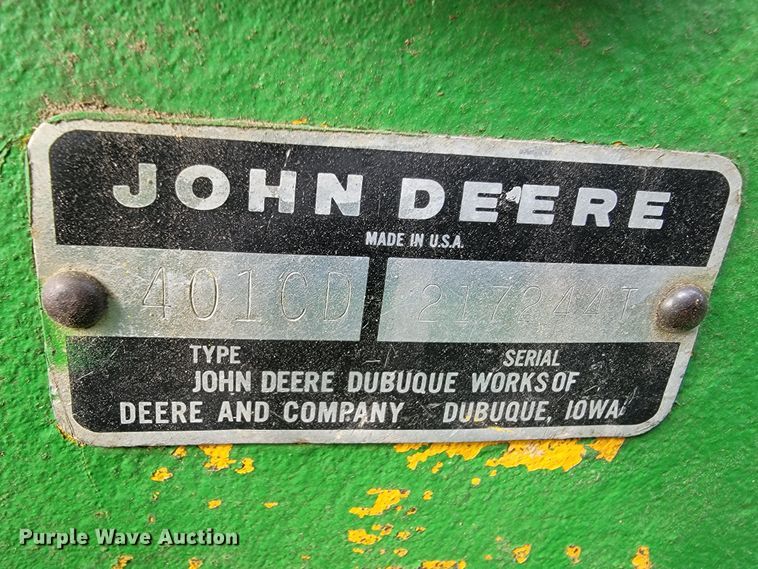 JOHN DEERE
MADE IN U.S.A.
401CD 217244T
TYPE SERIAL
JOHN DEERE DUBUQUE WORKS OF
DEERE AND COMPANY DUBUQUE, IOWA
Purple Wave Auction